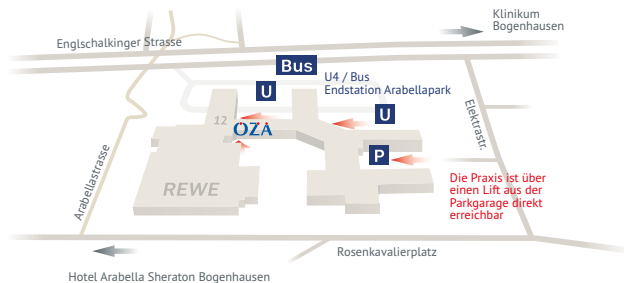 Klinikum
Bogenhausen
Englschalkinger Strasse
Bus
U4 / Bus
Endstation Arabellapark
U
U
12
OZA
Elektrastr.
P
Arabellastrasse
REWE
Die Praxis ist über
einen Lift aus der
Parkgarage direkt
erreichbar
Rosenkavalierplatz
Hotel Arabella Sheraton Bogenhausen